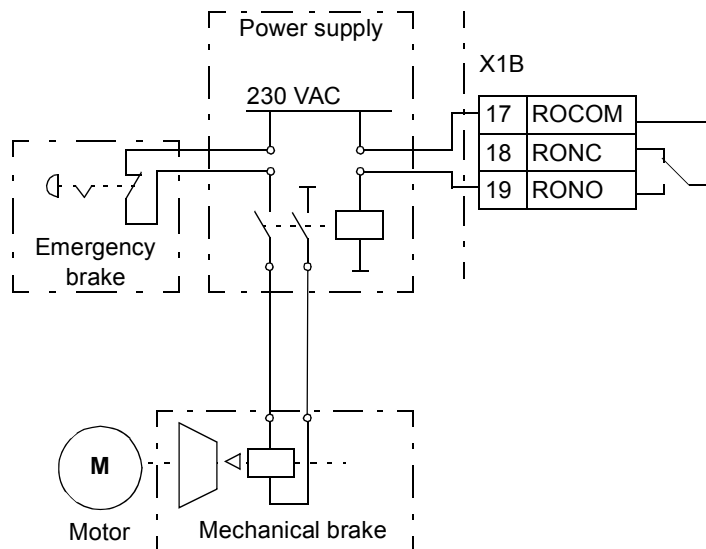 Power supply
X1B
230 VAC
17 ROCOM
18 RONC
19 RONO
Emergency
brake
M
Motor
Mechanical brake